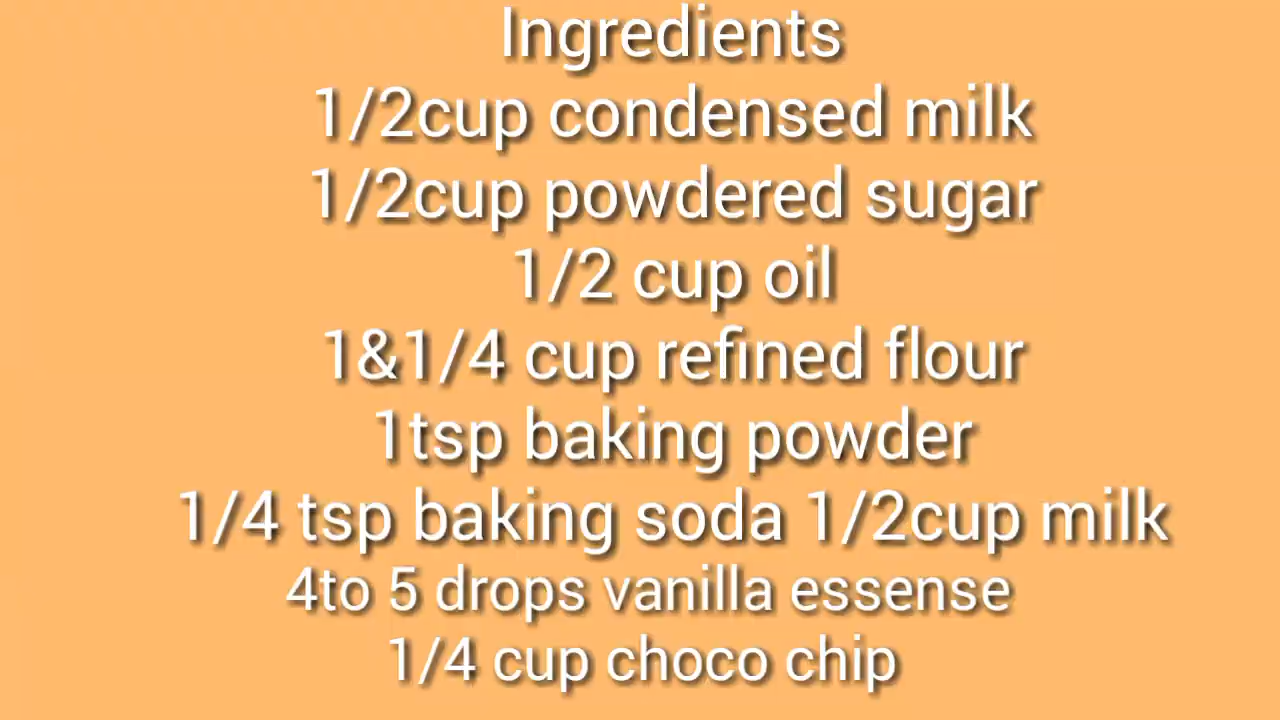 Ingredients
1/2cup condensed milk
1/2cup powdered sugar
1/2 cup oil
1&1/4 cup refined flour
1tsp baking powder
1/4 tsp baking soda 1/2cup milk
4to 5 drops vanilla essense
1/4 cup choco chip